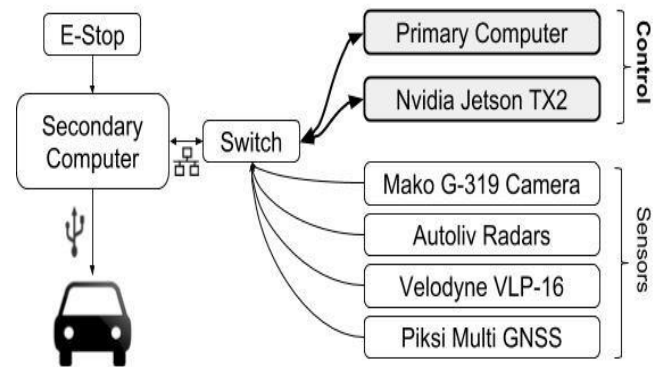 E-Stop
Secondary
Computer
Switch
Primary Computer
Nvidia Jetson TX2
Control
Mako G-319 Camera
Autoliv Radars
Velodyne VLP-16
Piksi Multi GNSS
Sensors